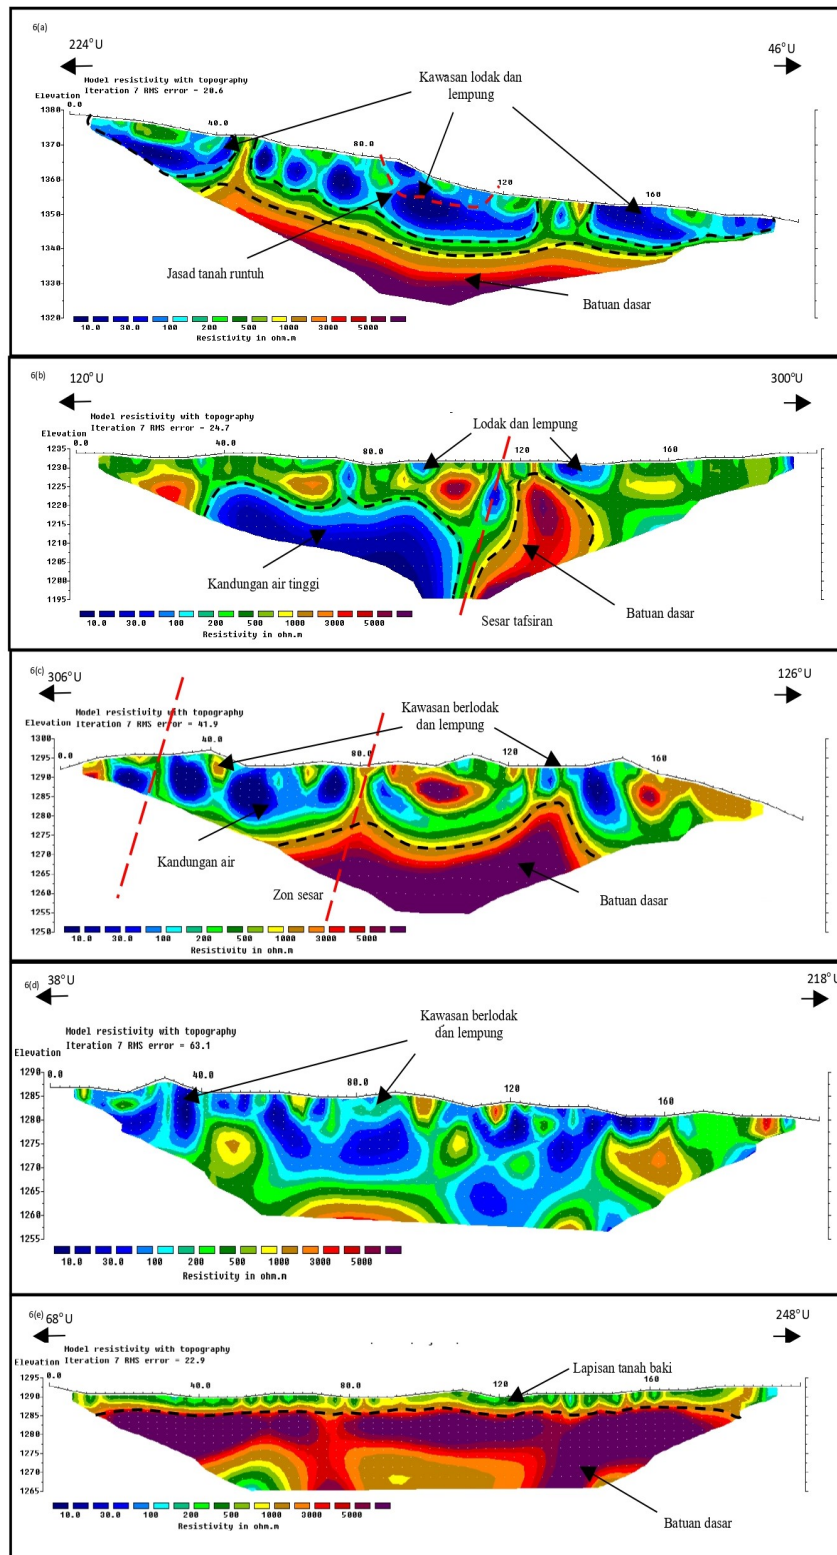 6(a)
224°U
46°U
Kawasan lodak dan
lempung
Model resistivity with topography
Iteration 7 RMS error = 20.6
Elevation
0.0
40.0
80.0
120
160
1380
1370
1360
1350
1340
1330
1320
Jasad tanah runtuh
Batuan dasar
10.0 30.0 100 200 500 1000 3000 5000
Resistivity in ohm.m
6(b)
120°U
300°U
Model resistivity with topography
Iteration 7 RMS error = 24.7
Lodak dan lempung
Elevation
0.0
40.0
80.0
120
160
1235
1230
1225
1220
1215
1210
1205
1200
1195
Kandungan air tinggi
Batuan dasar
Sesar tafsiran
10.0 30.0 100 200 500 1000 3000 5000
Resistivity in ohm.m
6(c)
306°U
126°U
Kawasan berlodak
dan lempung
Model resistivity with topography
Iteration 7 RMS error = 41.9
Elevation
0.0
40.0
80.0
120
160
1300
1295
1290
1285
1280
1275
1270
1265
1260
1255
1250
Kandungan air
Zon sesar
Batuan dasar
10.0 30.0 100 200 500 1000 3000 5000
Resistivity in ohm.m
6(d)
38°U
218°U
Kawasan berlodak
dan lempung
Model resistivity with topography
Iteration 7 RMS error = 63.1
Elevation
0.0
40.0
80.0
120
160
1290
1285
1280
1275
1270
1265
1260
1255
10.0 30.0 100 200 500 1000 3000 5000
Resistivity in ohm.m
6(e)
68°U
248°U
Model resistivity with topography
Iteration 7 RMS error = 22.9
Lapisan tanah baki
Elevation
0.0
40.0
80.0
120
160
1295
1290
1285
1280
1275
1270
1265
10.0 30.0 100 200 500 1000 3000 5000
Resistivity in ohm.m
Batuan dasar